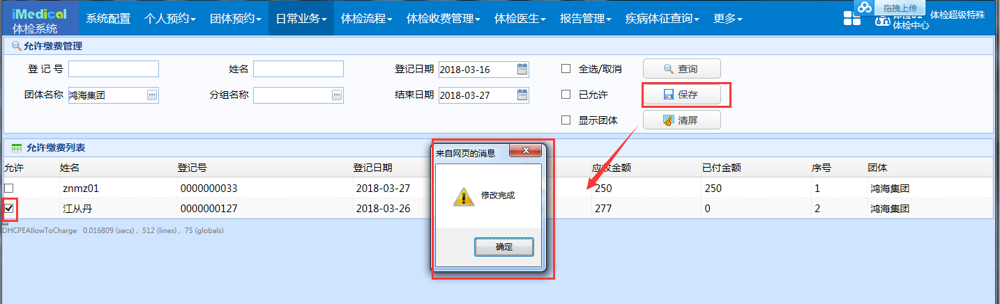 iMedical
体检系统
系统配置 个人预约 团体预约 日常业务 体检流程 体检收费管理 体检医生 报告管理 疾病体征查询 更多
拖拽上传
体检超级特殊
体检中心
允许缴费管理
登 记 号 姓名 登记日期 2018-03-16 全选/取消 查询
团体名称 鸿海集团 分组名称 结束日期 2018-03-27 已允许 保存
显示团体 清屏
允许缴费列表
允许 姓名 登记号 登记日期 应收金额 已付金额 序号 团体
znmz01 0000000033 2018-03-27 250 250 1 鸿海集团
江从丹 0000000127 2018-03-26 277 0 2 鸿海集团
DHCPEAllowToCharge 0.016809 (secs) , 512 (lines) , 75 (globals)
来自网页的消息
修改完成
确定